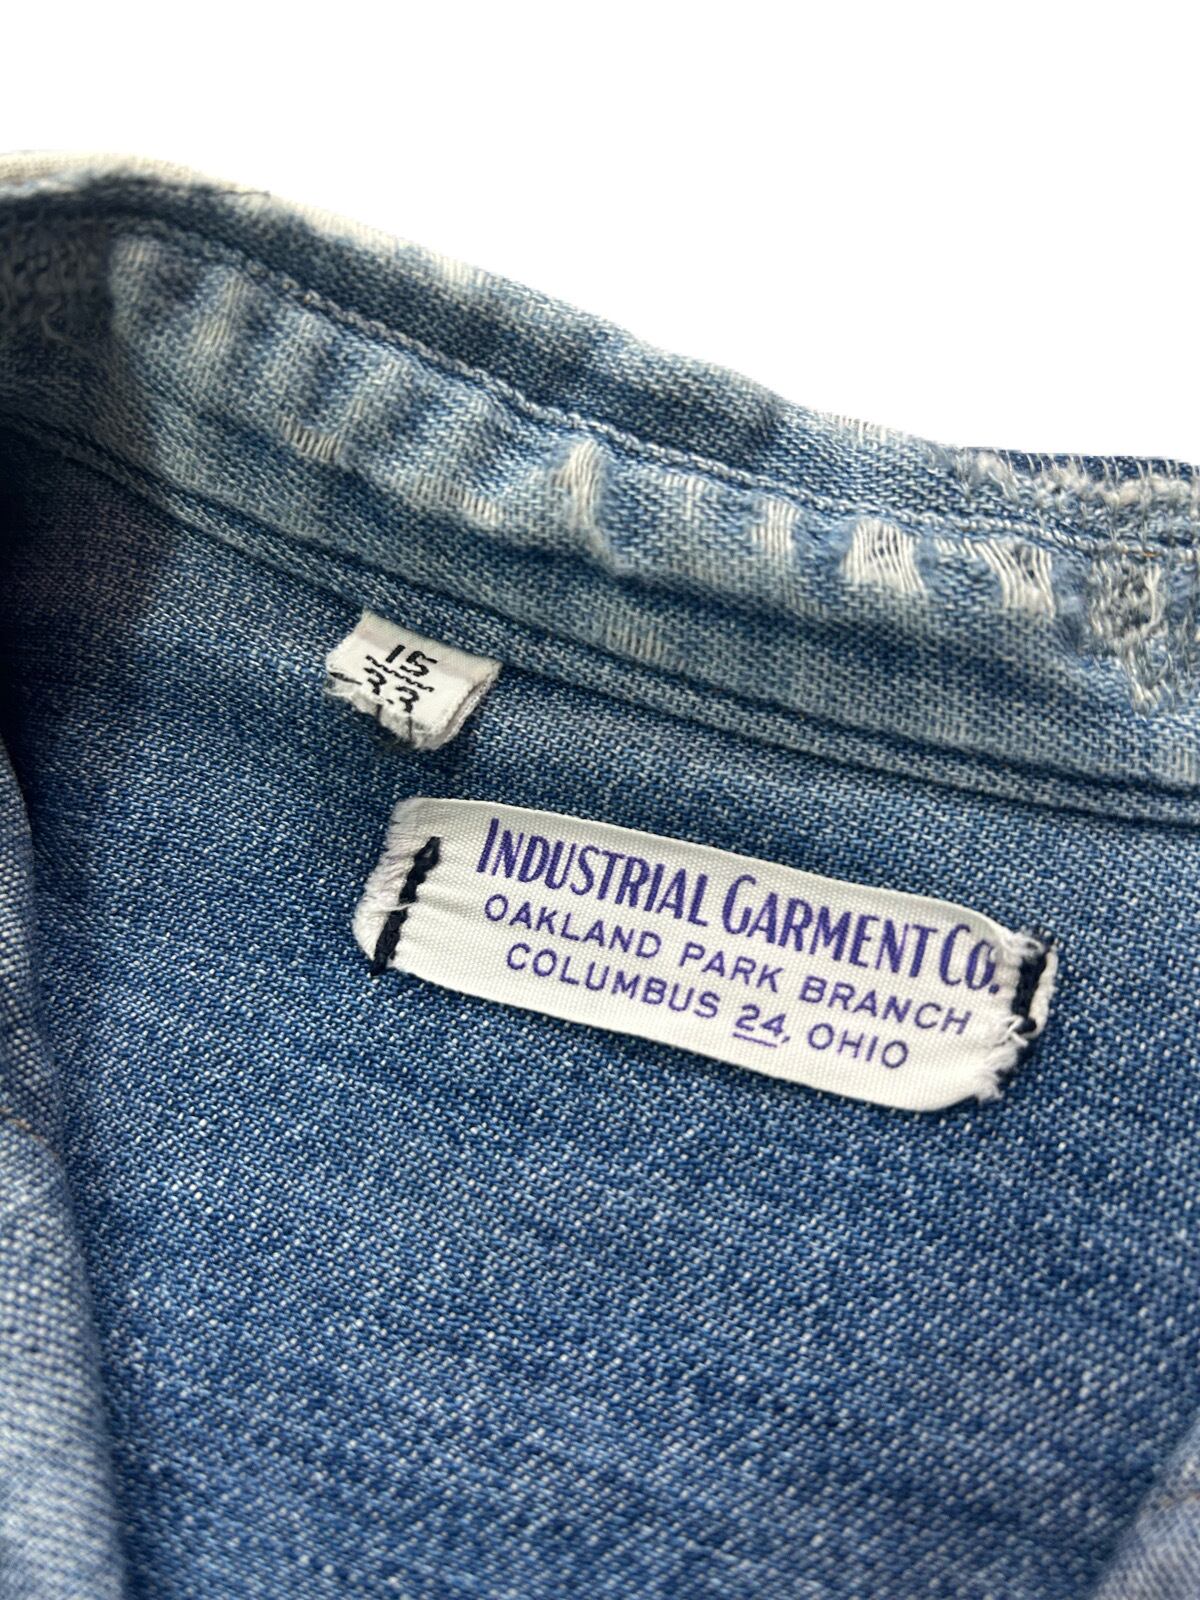 15
33
INDUSTRIAL GARMENT CO.
OAKLAND PARK BRANCH
COLUMBUS 24, OHIO